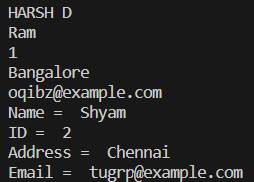 HARSH D
Ram
1
Bangalore
oqibz@example.com
Name =  Shyam
ID =  2
Address =  Chennai
Email =  tugrp@example.com